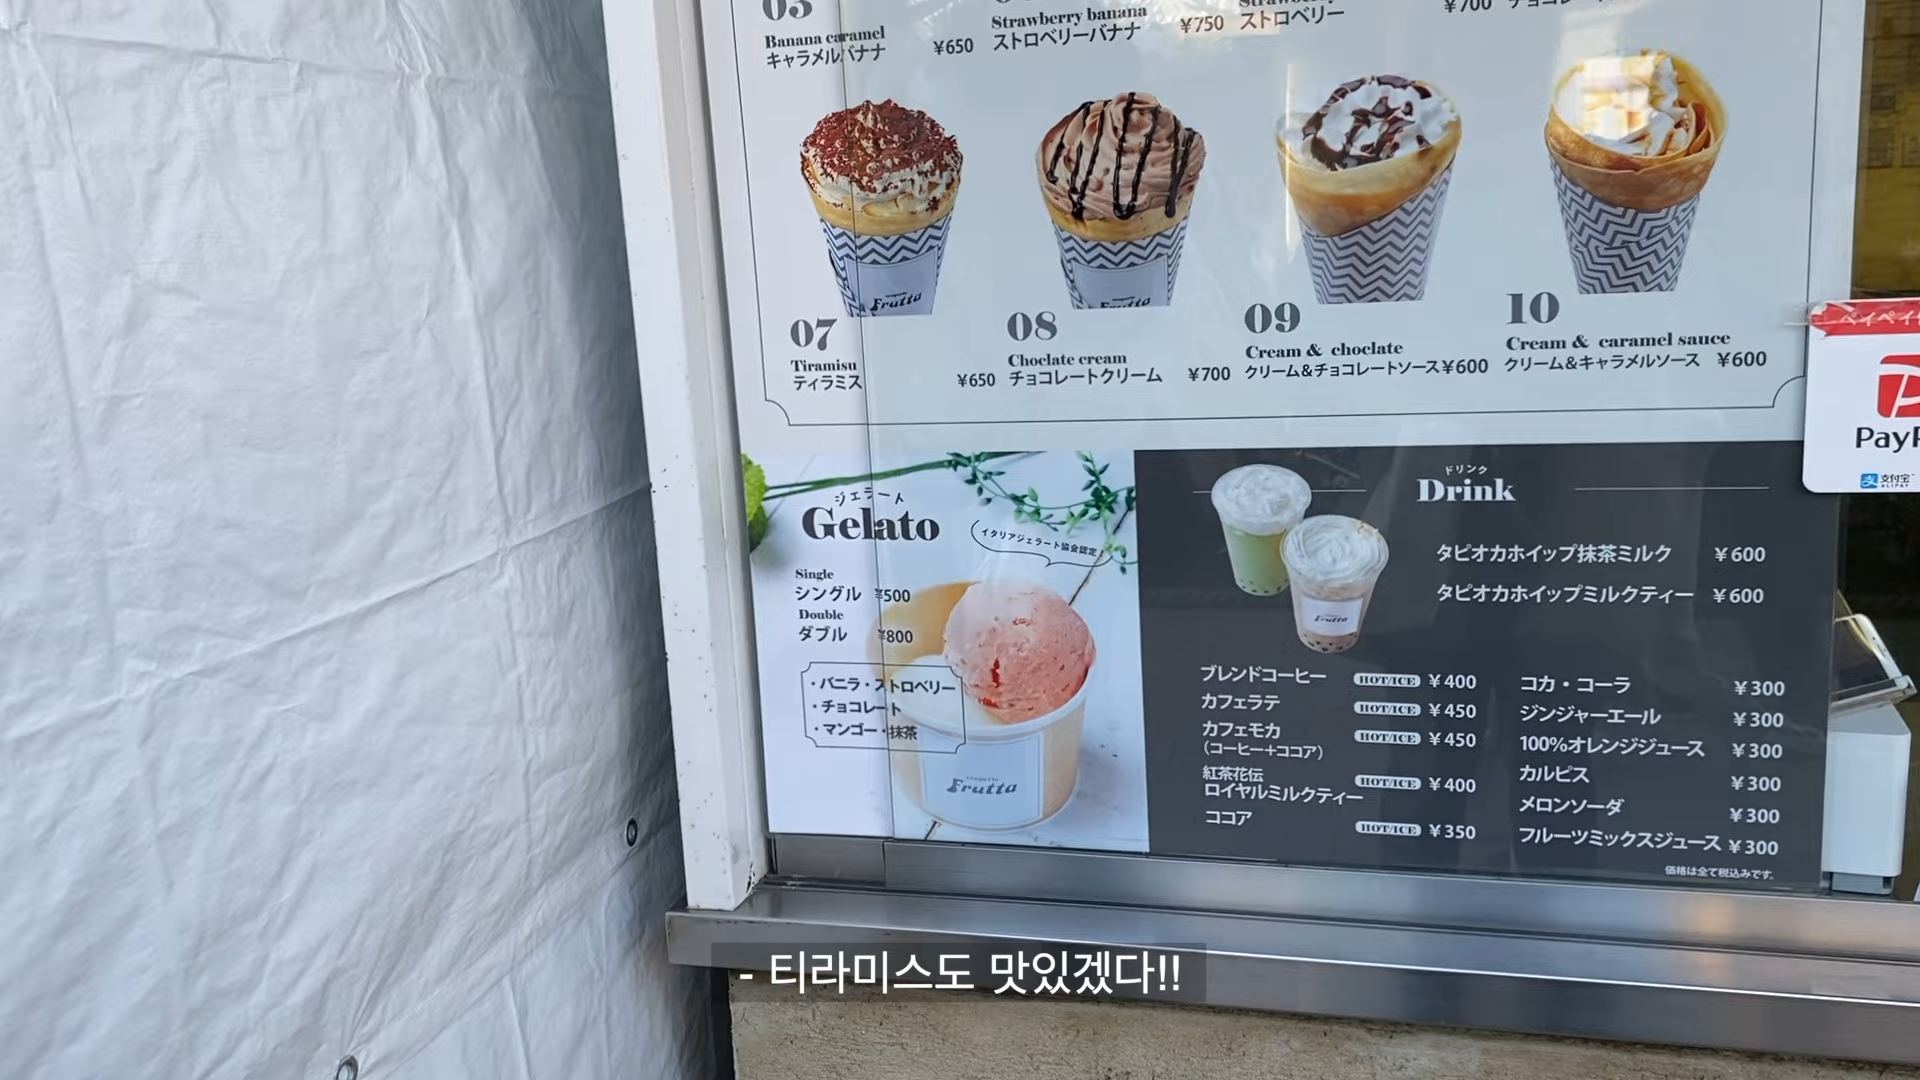 03
Banana caramel
キャラメルバナナ ¥650
Strawberry banana
ストロベリーバナナ ¥750
Strawberry
ストロベリー ¥700
07
Tiramisu
ティラミス ¥650
08
Choclate cream
チョコレートクリーム ¥700
09
Cream & choclate
クリーム&チョコレートソース¥600
10
Cream & caramel sauce
クリーム&キャラメルソース ¥600
Frutta
Frutta
ペイペイ
PayP
支付宝
ALIPAY
ジェラート
Gelato
イタリアジェラート協会認定
Single
シングル ¥500
Double
ダブル ¥800
・バニラ・ストロベリー
・チョコレート
・マンゴー・抹茶
Frutta
ドリンク
Drink
タピオカホイップ抹茶ミルク ¥600
タピオカホイップミルクティー ¥600
Frutta
ブレンドコーヒー HOT/ICE ¥400
カフェラテ HOT/ICE ¥450
カフェモカ HOT/ICE ¥450
(コーヒー+ココア)
紅茶花伝
ロイヤルミルクティー HOT/ICE ¥400
ココア HOT/ICE ¥350
コカ・コーラ ¥300
ジンジャーエール ¥300
100%オレンジジュース ¥300
カルピス ¥300
メロンソーダ ¥300
フルーツミックスジュース ¥300
価格は全て税込みです。
- 티라미스도 맛있겠다!!